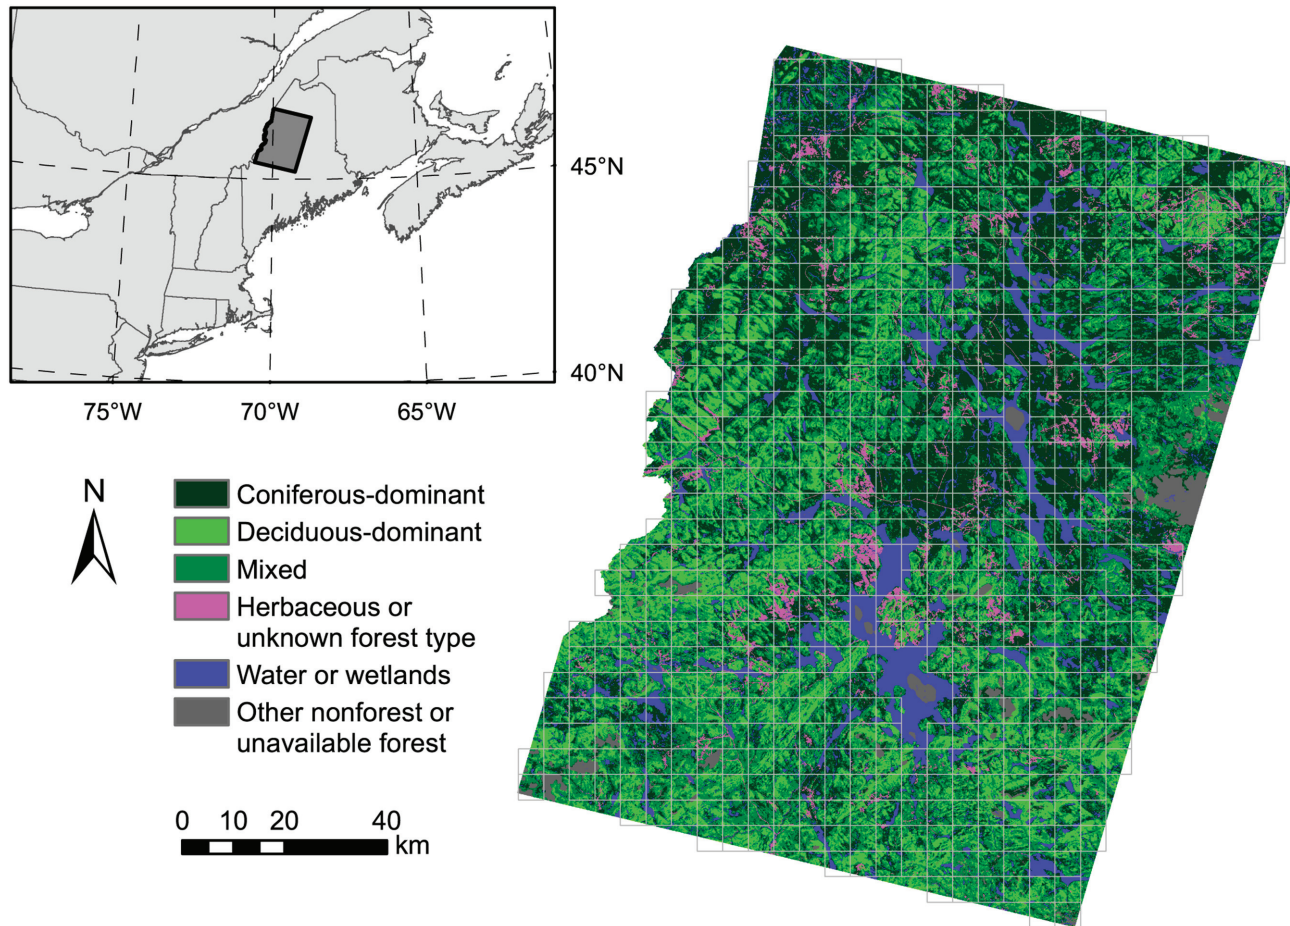 45°N
40°N
75°W 70°W 65°W
N
Coniferous-dominant
Deciduous-dominant
Mixed
Herbaceous or
unknown forest type
Water or wetlands
Other nonforest or
unavailable forest
0 10 20 40
km